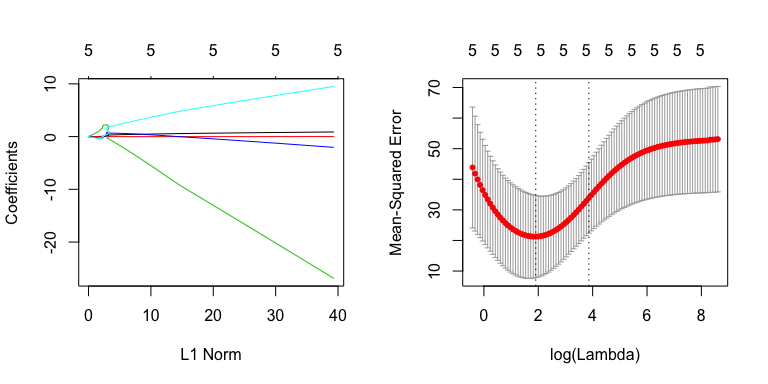 5 5 5 5 5
10
0
-10
-20
Coefficients
0 10 20 30 40
L1 Norm
5 5 5 5 5 5 5 5 5 5 5
70
50
30
10
Mean-Squared Error
0 2 4 6 8
log(Lambda)